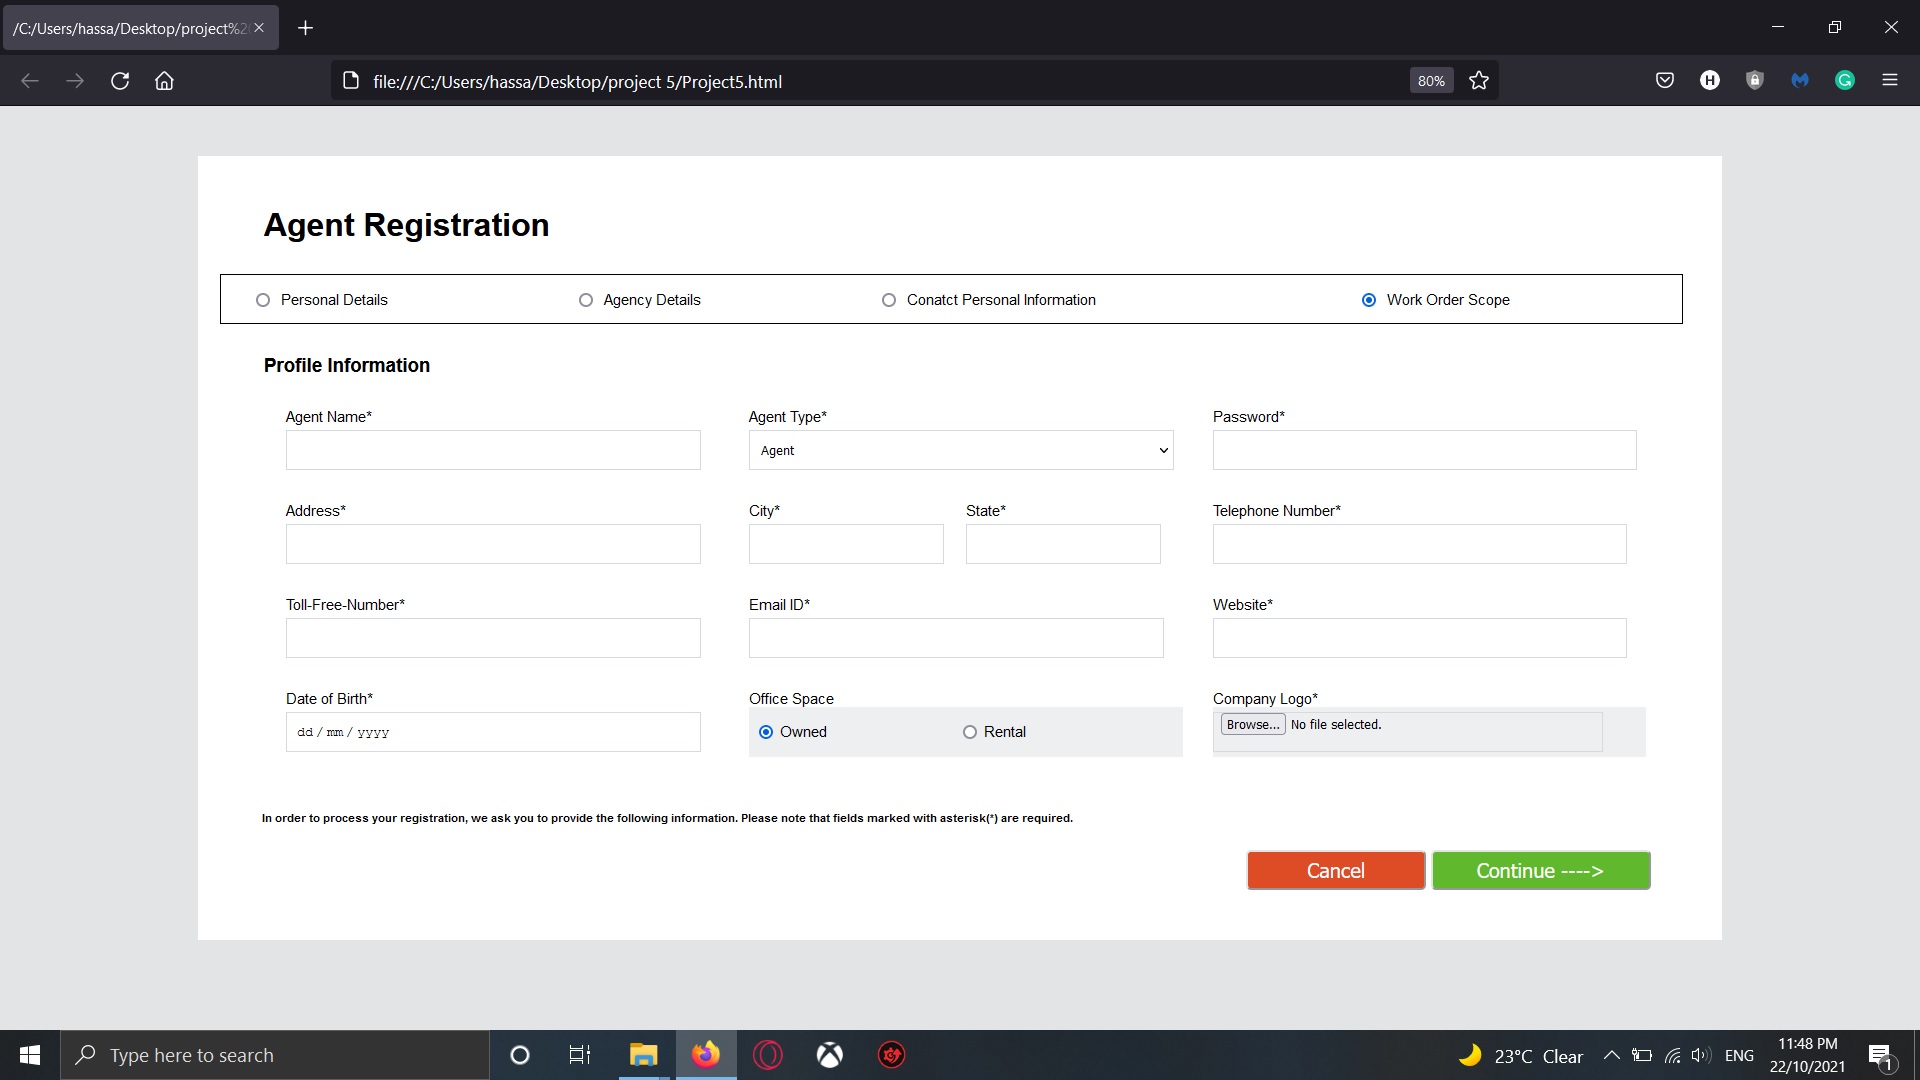 /C:/Users/hassa/Desktop/project%20
file:///C:/Users/hassa/Desktop/project 5/Project5.html
80%
H
G
Agent Registration
Personal Details
Agency Details
Conatct Personal Information
Work Order Scope
Profile Information
Agent Name*
Agent Type*
Password*
Agent
Address*
City*
State*
Telephone Number*
Toll-Free-Number*
Email ID*
Website*
Date of Birth*
Office Space
Company Logo*
dd / mm / yyyy
Owned
Rental
Browse... No file selected.
In order to process your registration, we ask you to provide the following information. Please note that fields marked with asterisk(*) are required.
Cancel
Continue ---->
Type here to search
23°C Clear
ENG
11:48 PM
22/10/2021
1